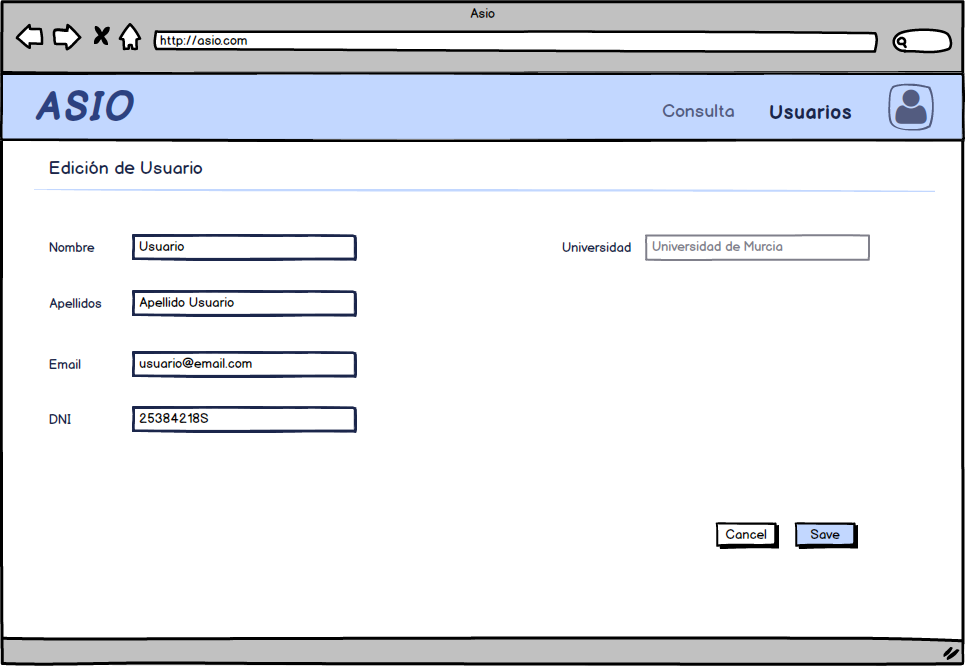 Asio
http://asio.com
ASIO
Consulta
Usuarios
Edición de Usuario
Nombre
Usuario
Universidad
Universidad de Murcia
Apellidos
Apellido Usuario
Email
usuario@email.com
DNI
25384218S
Cancel
Save